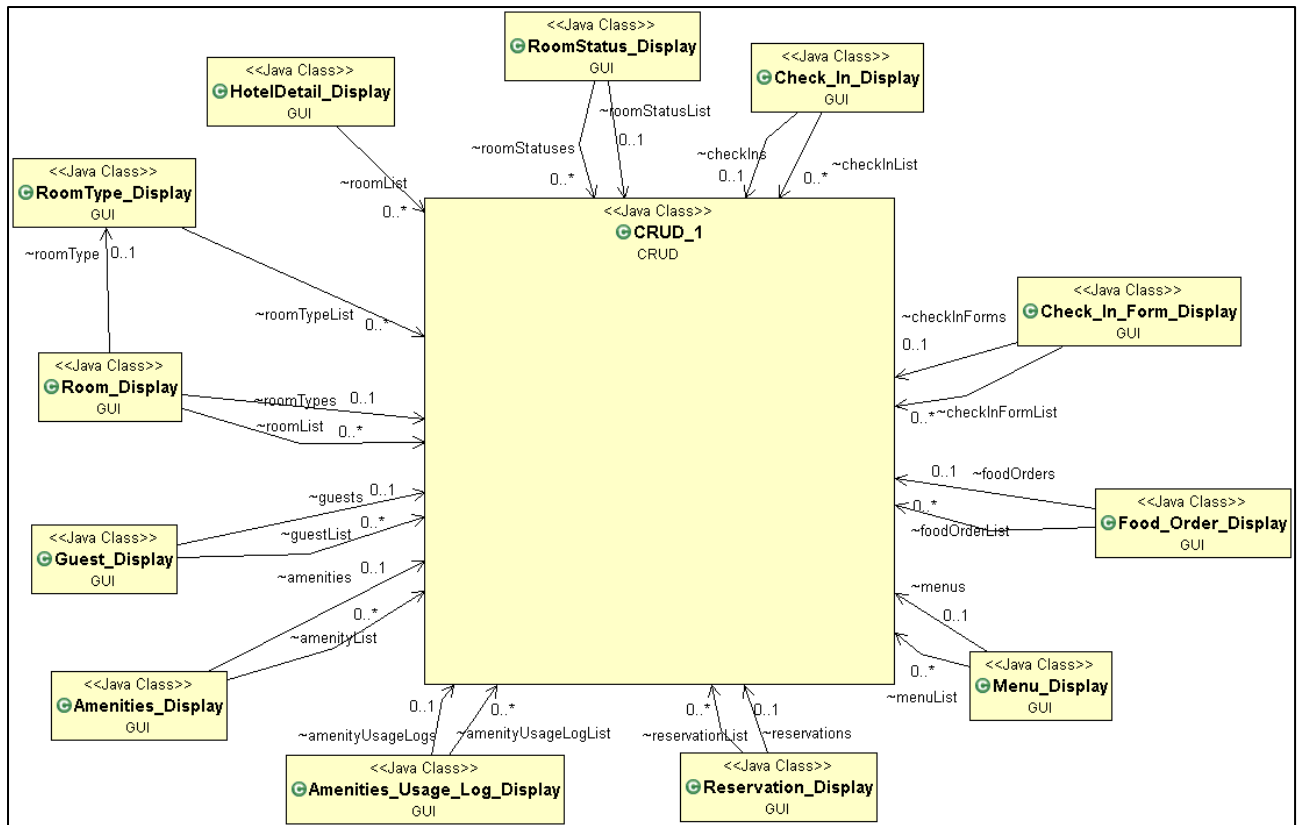 <<Java Class>>
RoomStatus_Display
GUI
<<Java Class>>
Check_In_Display
GUI
<<Java Class>>
HotelDetail_Display
GUI
~roomStatusList
0..1
~roomStatuses
0..*
~checkIns
0..1
~checkInList
0..*
~roomList
0..*
<<Java Class>>
RoomType_Display
GUI
<<Java Class>>
CRUD_1
CRUD
~roomType
0..1
~roomTypeList
0..*
<<Java Class>>
Check_In_Form_Display
GUI
~checkInForms
0..1
0..*
~checkInFormList
<<Java Class>>
Room_Display
GUI
~roomTypes
0..1
~roomList
0..*
0..1
~foodOrders
0..*
~foodOrderList
<<Java Class>>
Food_Order_Display
GUI
~guests
0..1
~guestList
0..*
<<Java Class>>
Guest_Display
GUI
~amenities
0..1
0..*
~amenityList
~menus
0..1
0..*
~menuList
<<Java Class>>
Menu_Display
GUI
<<Java Class>>
Amenities_Display
GUI
0..1
~amenityUsageLogs
0..*
~amenityUsageLogList
0..*
~reservationList
0..1
~reservations
<<Java Class>>
Amenities_Usage_Log_Display
GUI
<<Java Class>>
Reservation_Display
GUI